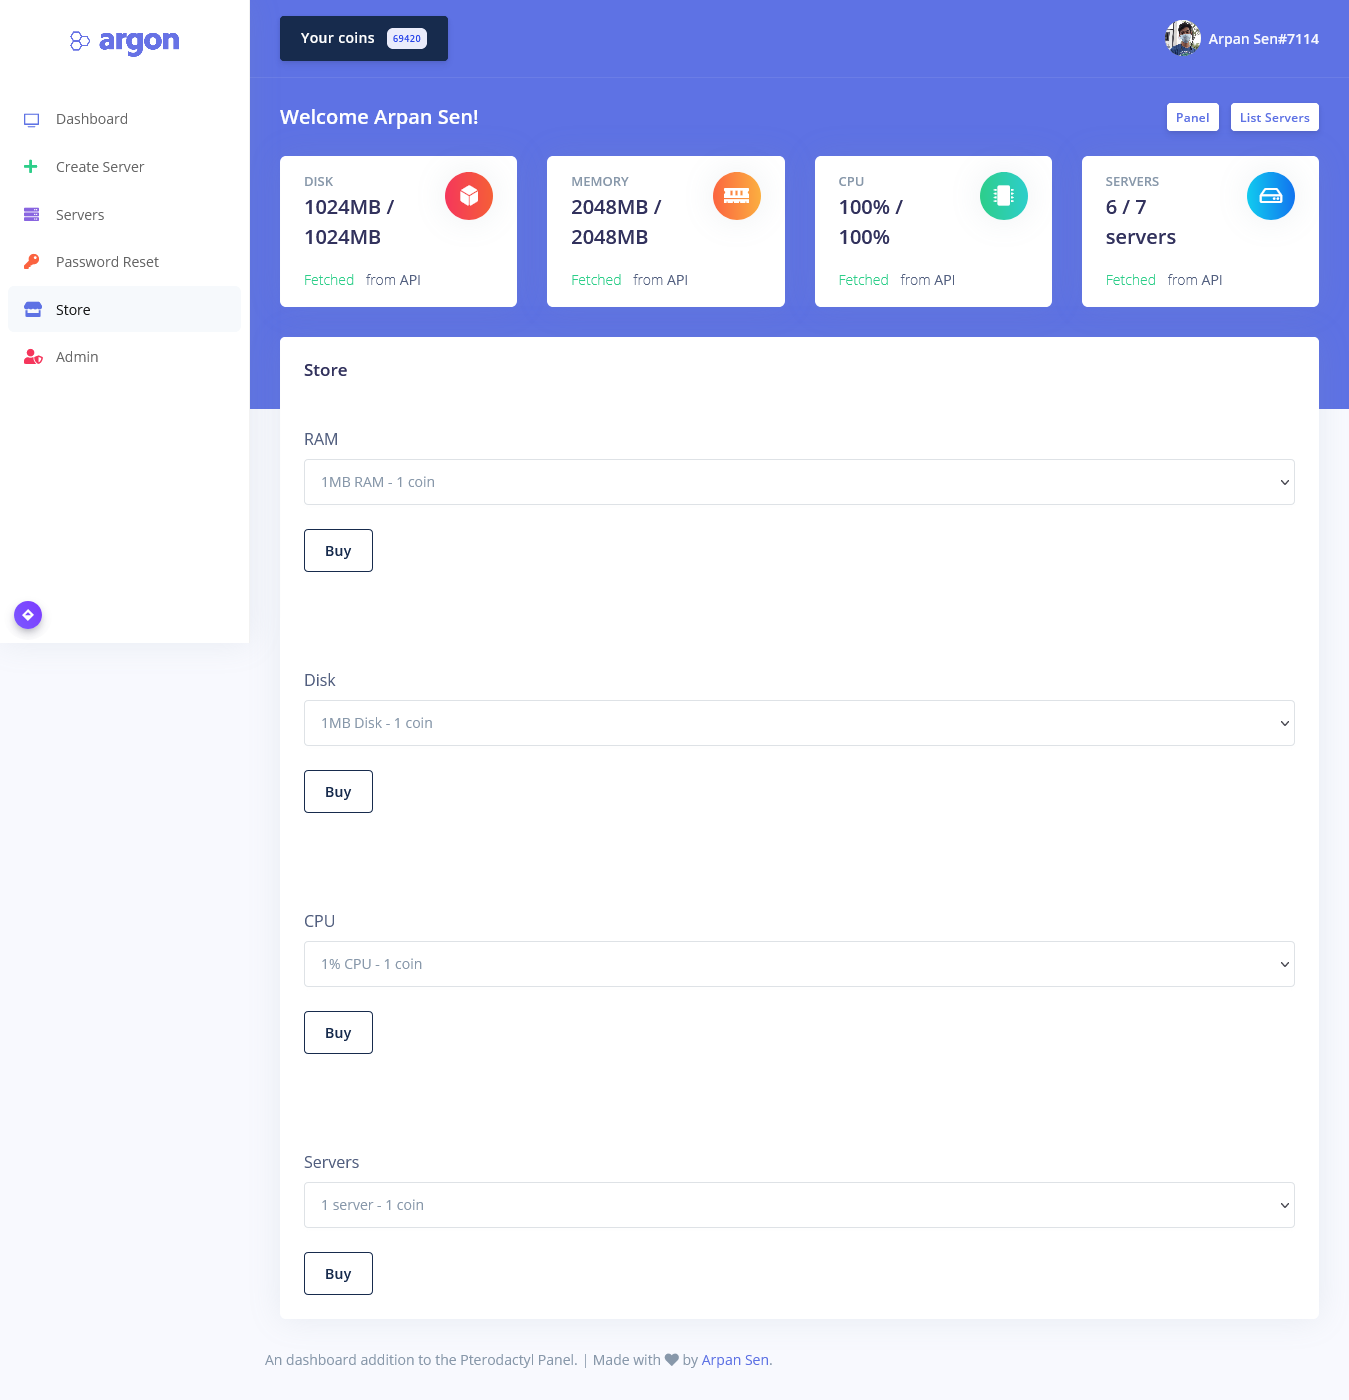 argon
Your coins 69420
Arpan Sen#7114
Dashboard
Create Server
Servers
Password Reset
Store
Admin
Welcome Arpan Sen!
Panel
List Servers
DISK
1024MB /
1024MB
Fetched from API
MEMORY
2048MB /
2048MB
Fetched from API
CPU
100% /
100%
Fetched from API
SERVERS
6 / 7
servers
Fetched from API
Store
RAM
1MB RAM - 1 coin
Buy
Disk
1MB Disk - 1 coin
Buy
CPU
1% CPU - 1 coin
Buy
Servers
1 server - 1 coin
Buy
An dashboard addition to the Pterodactyl Panel. | Made with ♥ by Arpan Sen.